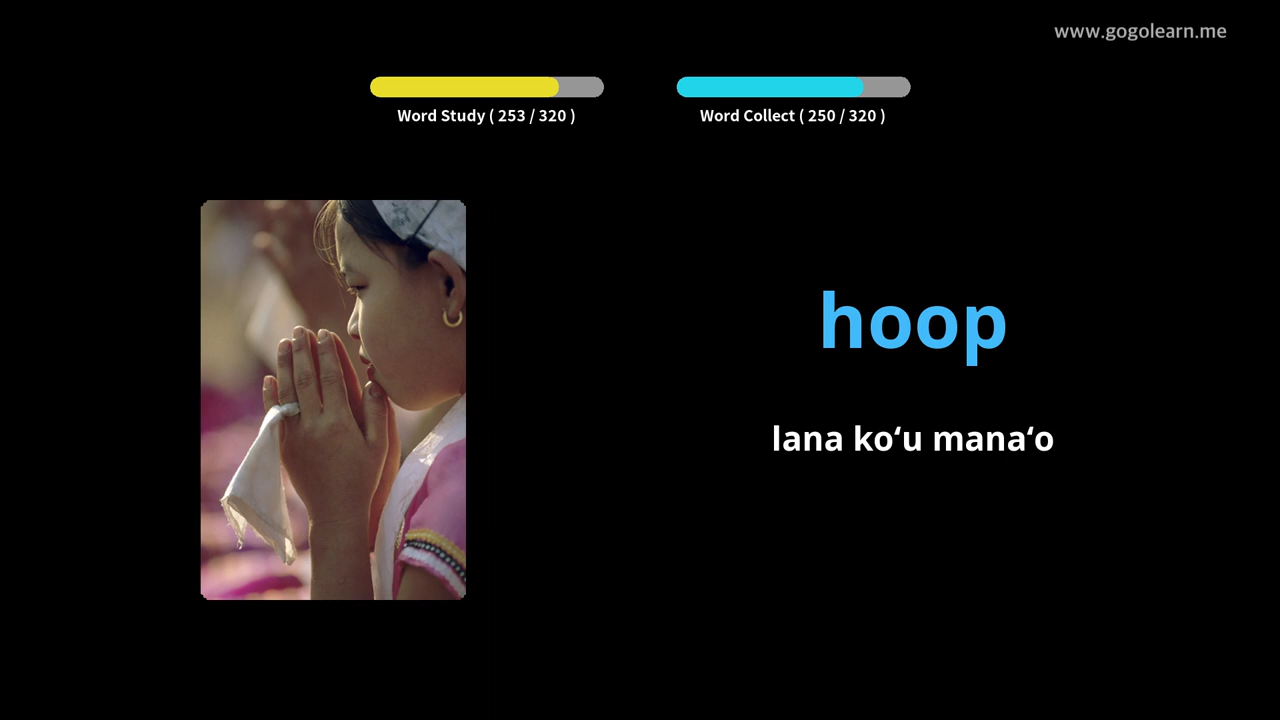 www.gogolearn.me
Word Study ( 253 / 320 )
Word Collect ( 250 / 320 )
hoop
lana koʻu manaʻo